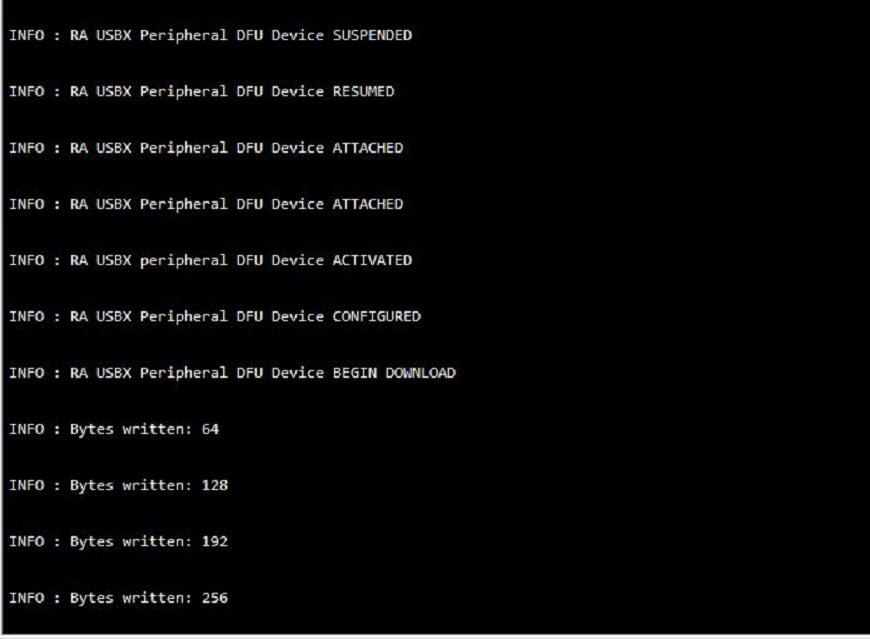 INFO : RA USBX Peripheral DFU Device SUSPENDED
INFO : RA USBX Peripheral DFU Device RESUMED
INFO : RA USBX Peripheral DFU Device ATTACHED
INFO : RA USBX Peripheral DFU Device ATTACHED
INFO : RA USBX peripheral DFU Device ACTIVATED
INFO : RA USBX Peripheral DFU Device CONFIGURED
INFO : RA USBX Peripheral DFU Device BEGIN DOWNLOAD
INFO : Bytes written: 64
INFO : Bytes written: 128
INFO : Bytes written: 192
INFO : Bytes written: 256